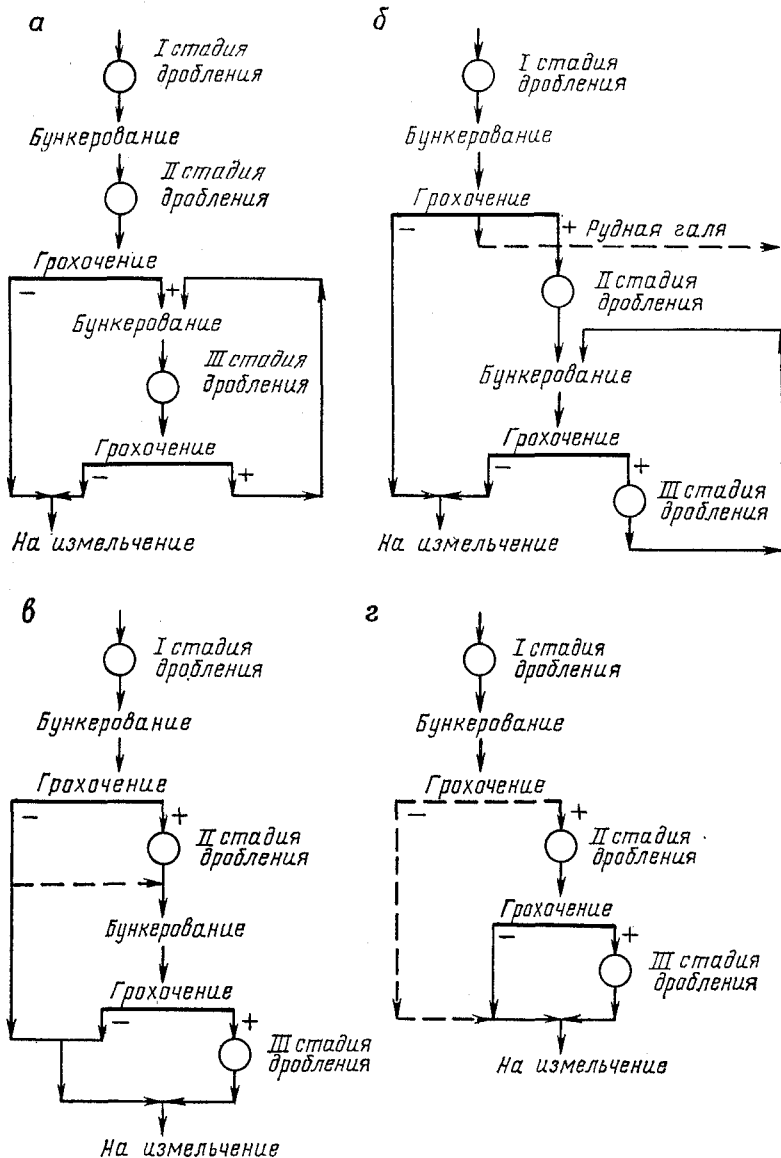 а
I стадия
дробления
Бункерование
II стадия
дробления
Грохочение
− +
Бункерование
III стадия
дробления
Грохочение
− +
На измельчение
б
I стадия
дробления
Бункерование
Грохочение
− + Рудная галя
II стадия
дробления
Бункерование
Грохочение
− +
III стадия
дробления
На измельчение
в
I стадия
дробления
Бункерование
Грохочение
− +
II стадия
дробления
Бункерование
Грохочение
− +
III стадия
дробления
На измельчение
г
I стадия
дробления
Бункерование
Грохочение
− +
II стадия
дробления
Грохочение
− +
III стадия
дробления
На измельчение